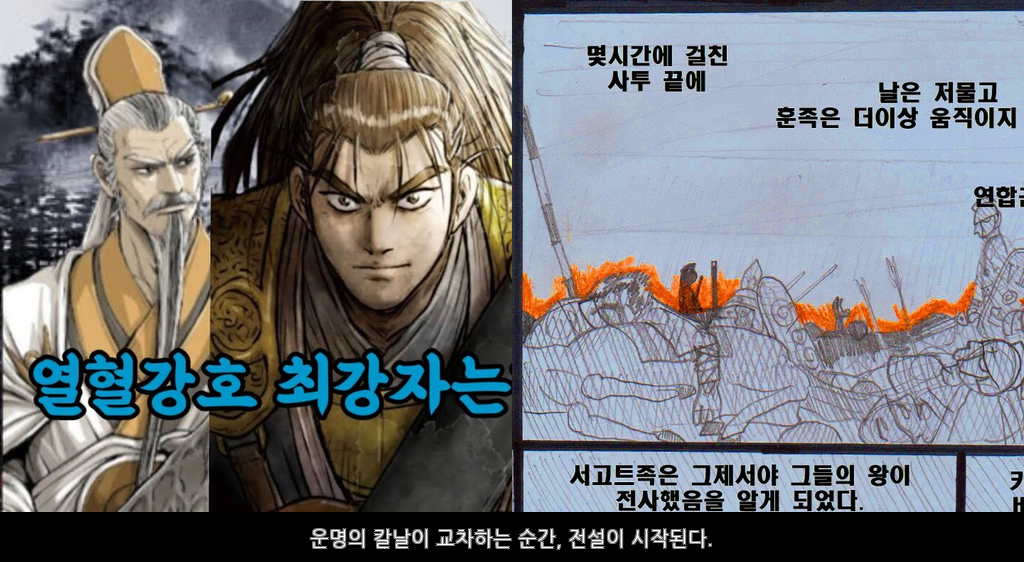 열혈강호 최강자는
몇시간에 걸친
사투 끝에
날은 저물고
훈족은 더이상 움직이지
연합군
서고트족은 그제서야 그들의 왕이
전사했음을 알게 되었다.
운명의 칼날이 교차하는 순간, 전설이 시작된다.